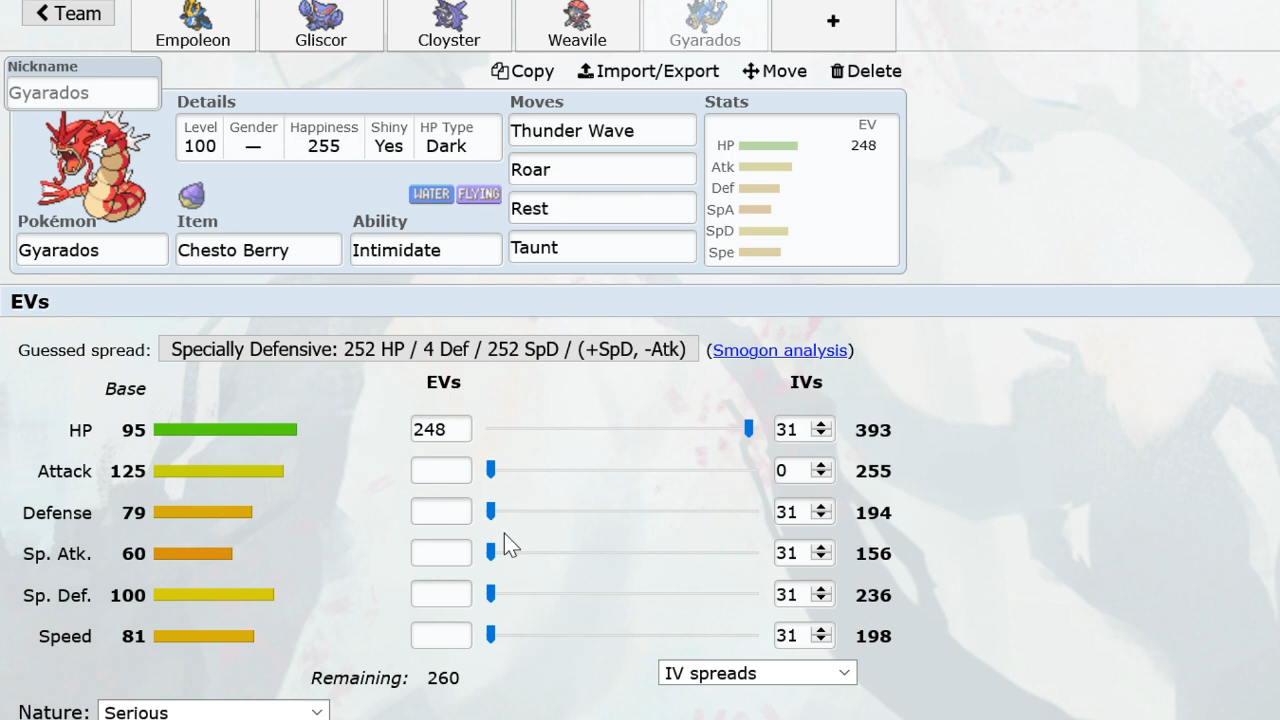 Team
Empoleon
Gliscor
Cloyster
Weavile
Gyarados
+
Copy
Import/Export
Move
Delete
Nickname
Gyarados
Details
Level
100
Gender
—
Happiness
255
Shiny
Yes
HP Type
Dark
WATER FLYING
Pokémon
Gyarados
Item
Chesto Berry
Ability
Intimidate
Moves
Thunder Wave
Roar
Rest
Taunt
Stats
EV
HP 248
Atk
Def
SpA
SpD
Spe
EVs
Guessed spread: Specially Defensive: 252 HP / 4 Def / 252 SpD / (+SpD, -Atk) (Smogon analysis)
Base EVs IVs
HP 95 248 31 393
Attack 125 0 255
Defense 79 31 194
Sp. Atk. 60 31 156
Sp. Def. 100 31 236
Speed 81 31 198
Remaining: 260
IV spreads
Nature: Serious